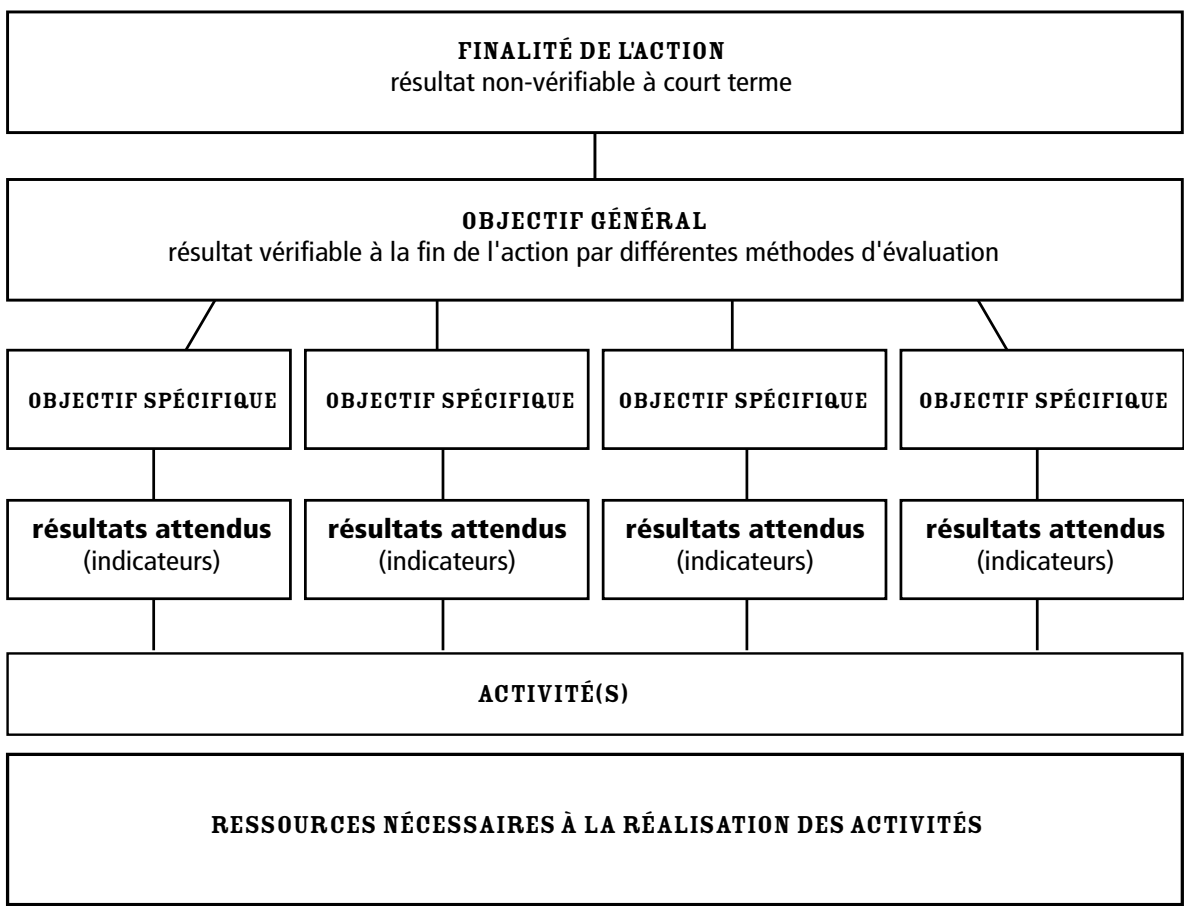 FINALITÉ DE L'ACTION
résultat non-vérifiable à court terme
OBJECTIF GÉNÉRAL
résultat vérifiable à la fin de l'action par différentes méthodes d'évaluation
OBJECTIF SPÉCIFIQUE
OBJECTIF SPÉCIFIQUE
OBJECTIF SPÉCIFIQUE
OBJECTIF SPÉCIFIQUE
résultats attendus
(indicateurs)
résultats attendus
(indicateurs)
résultats attendus
(indicateurs)
résultats attendus
(indicateurs)
ACTIVITÉ(S)
RESSOURCES NÉCESSAIRES À LA RÉALISATION DES ACTIVITÉS